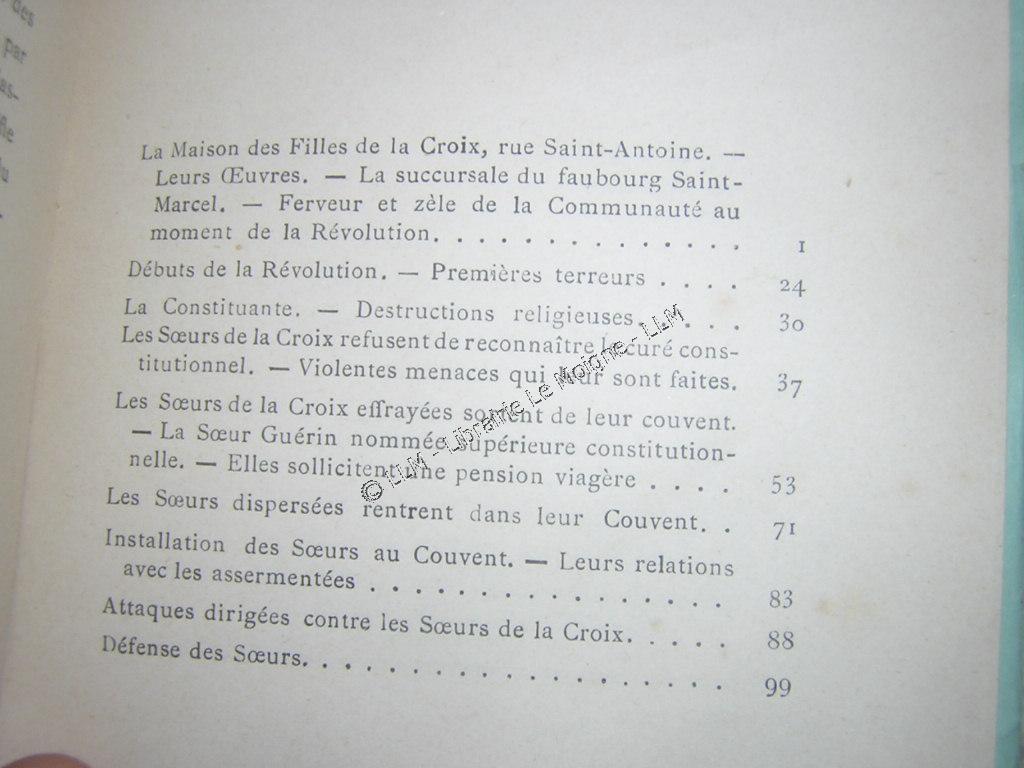 des
par
as-
fie
du
La Maison des Filles de la Croix, rue Saint-Antoine. —
Leurs Œuvres. — La succursale du faubourg Saint-
Marcel. — Ferveur et zèle de la Communauté au
moment de la Révolution. . . . . . . . . . . . . . . 1
Débuts de la Révolution. — Premières terreurs . . . . 24
La Constituante. — Destructions religieuses. . . . . 30
Les Sœurs de la Croix refusent de reconnaître le curé cons-
titutionnel. — Violentes menaces qui leur sont faites. 37
Les Sœurs de la Croix effrayées sortent de leur couvent.
— La Sœur Guérin nommée supérieure constitution-
nelle. — Elles sollicitent une pension viagère . . . . 53
Les Sœurs dispersées rentrent dans leur Couvent. . 71
Installation des Sœurs au Couvent. — Leurs relations
avec les assermentées . . . . . . . . . . . . . . . . 83
Attaques dirigées contre les Sœurs de la Croix. . . . . 88
Défense des Sœurs. . . . . . . . . . . . . . . . . . . 99
© LLM - Librairie Le Moigne - LLM